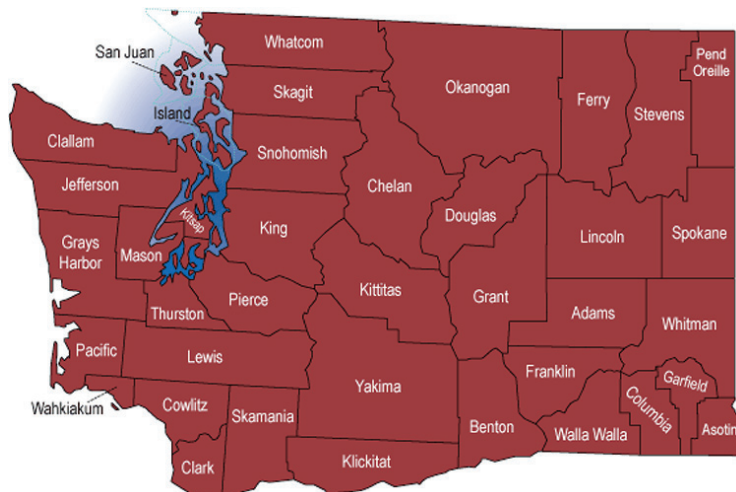 Whatcom
San Juan
Pend
Oreille
Skagit
Okanogan
Ferry
Stevens
Island
Clallam
Snohomish
Jefferson
Chelan
Douglas
Kitsap
King
Lincoln
Spokane
Grays
Harbor
Mason
Kittitas
Grant
Pierce
Thurston
Adams
Whitman
Pacific
Lewis
Franklin
Garfield
Yakima
Columbia
Wahkiakum
Cowlitz
Skamania
Benton
Walla Walla
Asotin
Klickitat
Clark